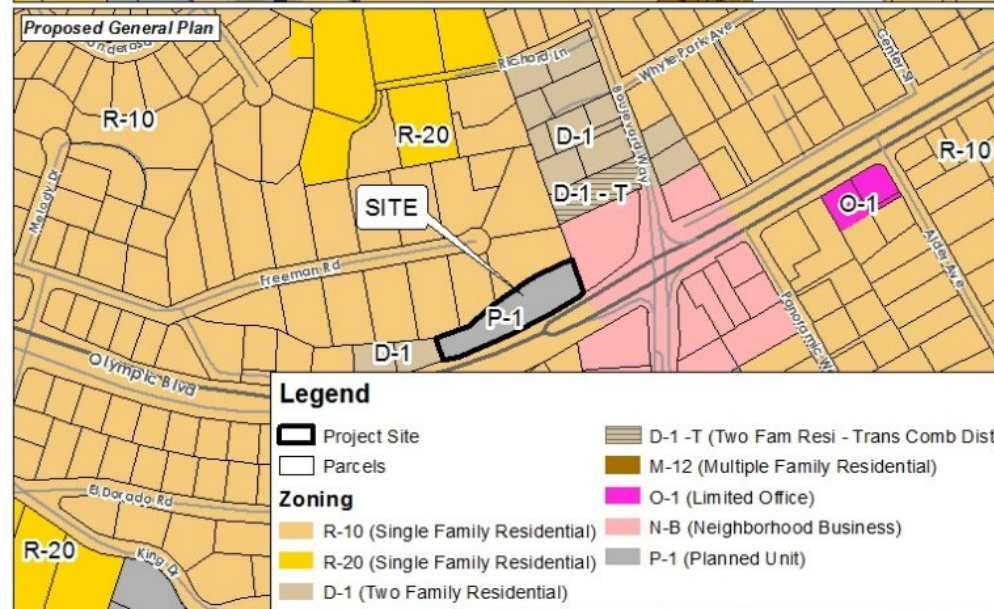 Proposed General Plan
Richard Ln
Whyte Park Ave
Center St
Boulevard Way
R-10
R-20
D-1
R-10
Melody Dr
D-1 - T
O-1
SITE
Alder Ave
Freeman Rd
P-1
D-1
Olympic Blvd
Legend
Project Site
Parcels
Zoning
R-10 (Single Family Residential)
R-20 (Single Family Residential)
D-1 (Two Family Residential)
D-1 -T (Two Fam Resi - Trans Comb Dist
M-12 (Multiple Family Residential)
O-1 (Limited Office)
N-B (Neighborhood Business)
P-1 (Planned Unit)
El Dorado Rd
R-20
King Dr